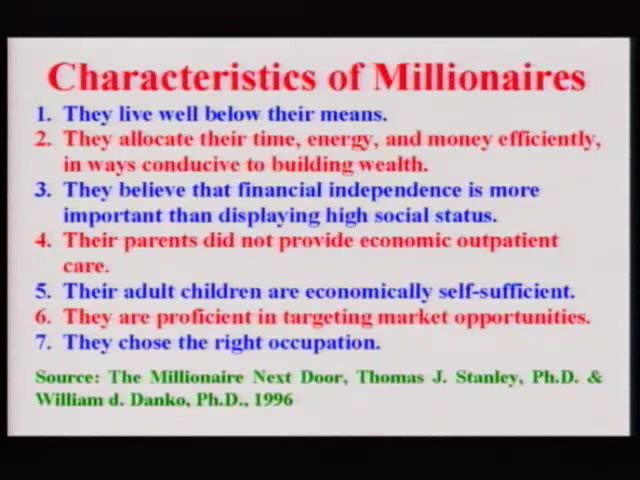 Characteristics of Millionaires
1. They live well below their means.
2. They allocate their time, energy, and money efficiently,
in ways conducive to building wealth.
3. They believe that financial independence is more
important than displaying high social status.
4. Their parents did not provide economic outpatient
care.
5. Their adult children are economically self-sufficient.
6. They are proficient in targeting market opportunities.
7. They chose the right occupation.
Source: The Millionaire Next Door, Thomas J. Stanley, Ph.D. &
William d. Danko, Ph.D., 1996